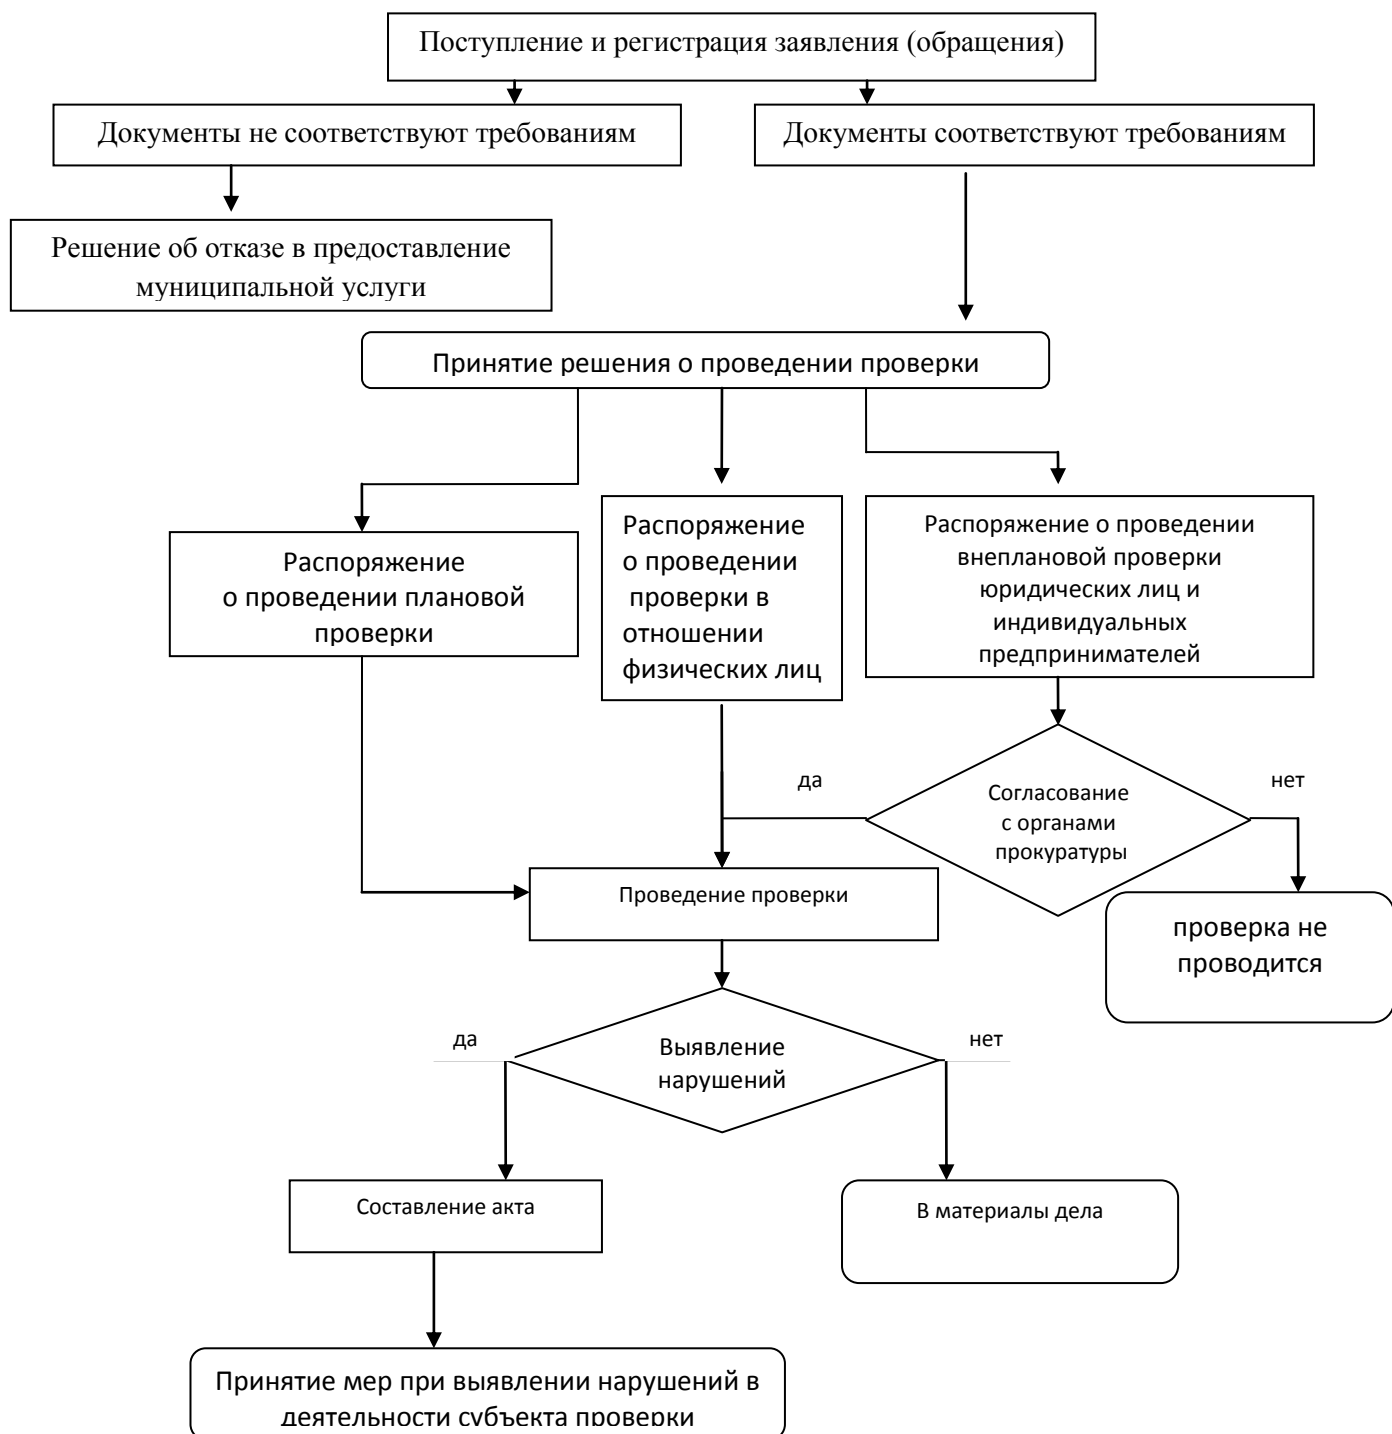 Поступление и регистрация заявления (обращения)
Документы не соответствуют требованиям
Документы соответствуют требованиям
Решение об отказе в предоставление
муниципальной услуги
Принятие решения о проведении проверки
Распоряжение
о проведении плановой
проверки
Распоряжение
о проведении
проверки в
отношении
физических лиц
Распоряжение о проведении
внеплановой проверки
юридических лиц и
индивидуальных
предпринимателей
да
Согласование
с органами
прокуратуры
нет
Проведение проверки
проверка не
проводится
да
Выявление
нарушений
нет
Составление акта
В материалы дела
Принятие мер при выявлении нарушений в
деятельности субъекта проверки